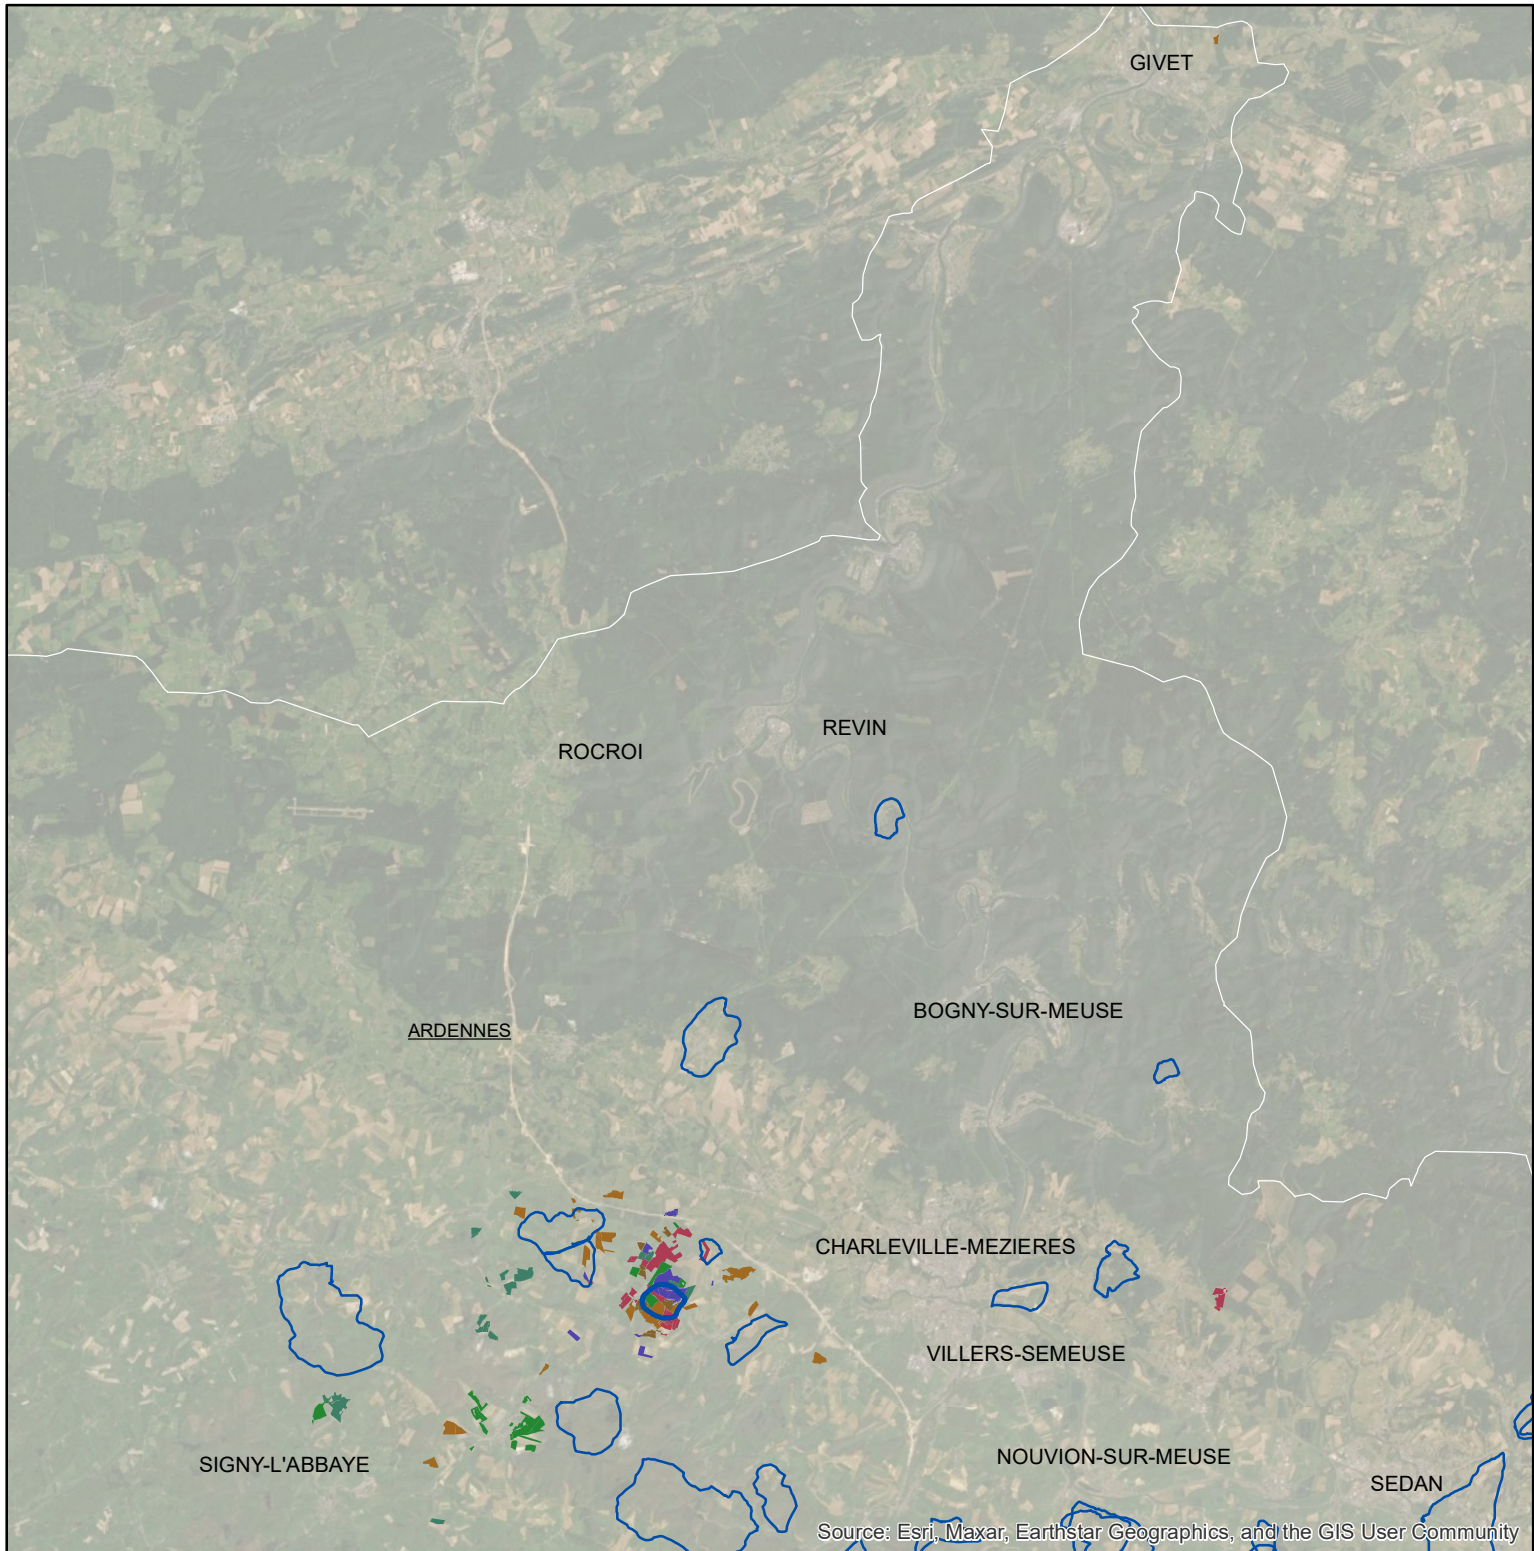 GIVET
REVIN
ROCROI
BOGNY-SUR-MEUSE
ARDENNES
CHARLEVILLE-MEZIERES
VILLERS-SEMEUSE
NOUVION-SUR-MEUSE
SIGNY-L'ABBAYE
SEDAN
Source: Esri, Maxar, Earthstar Geographics, and the GIS User Community